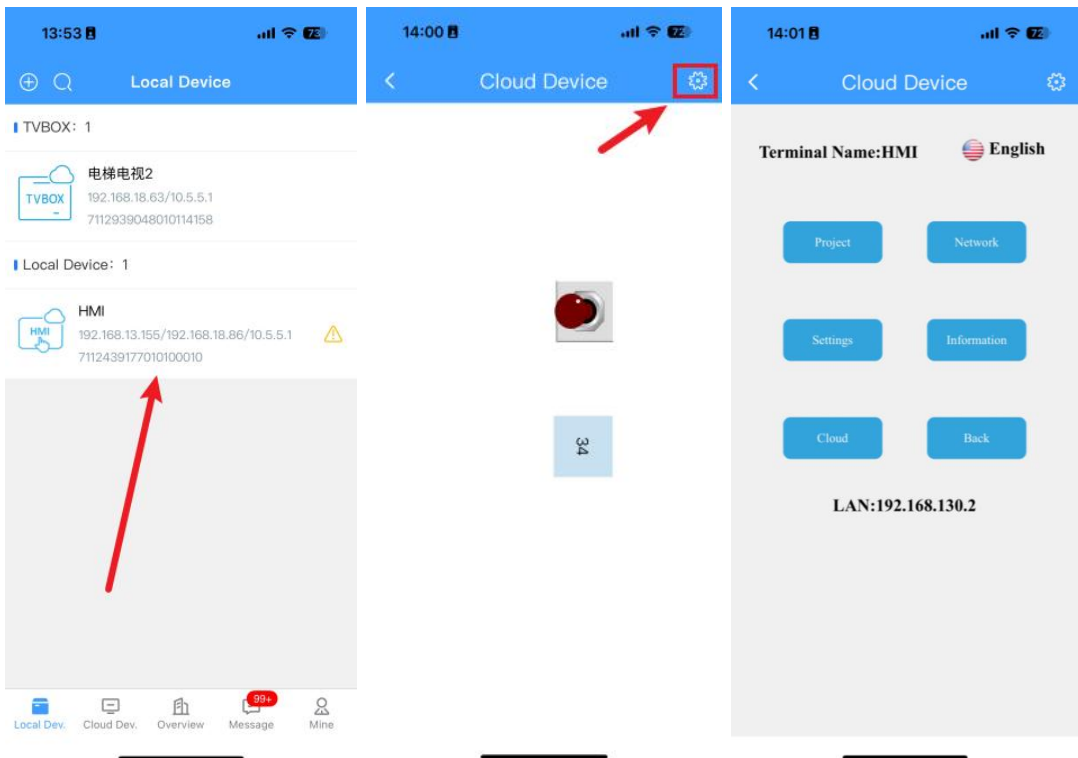 13:53
73
Local Device
TVBOX: 1
TVBOX
电梯电视2
192.168.18.63/10.5.5.1
7112939048010114158
Local Device: 1
HMI
HMI
192.168.13.155/192.168.18.86/10.5.5.1
7112439177010100010
99+
Local Dev.
Cloud Dev.
Overview
Message
Mine
14:00
72
Cloud Device
34
14:01
72
Cloud Device
Terminal Name:HMI
English
Project
Network
Settings
Information
Cloud
Back
LAN:192.168.130.2